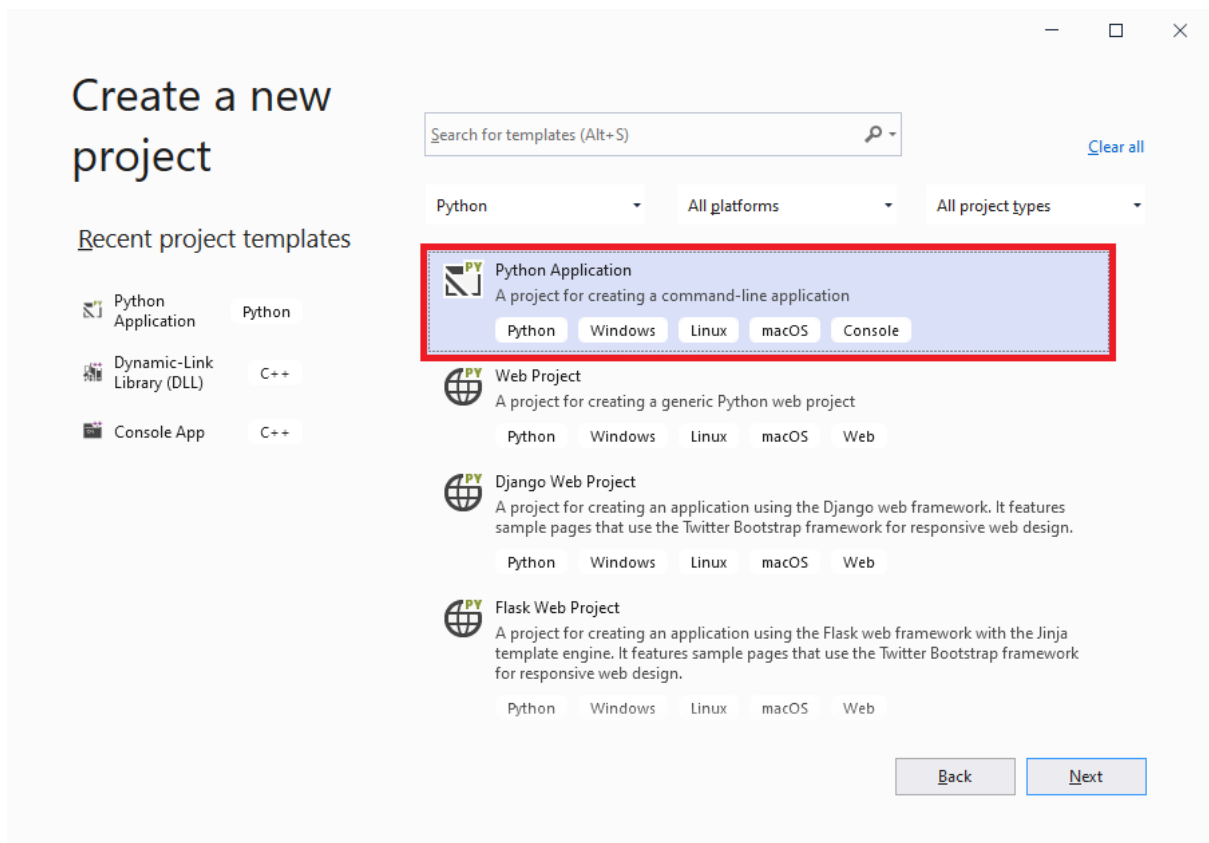 Create a new
project
Search for templates (Alt+S)
Clear all
Python
All platforms
All project types
Recent project templates
Python
Application
Python
Dynamic-Link
Library (DLL)
C++
Console App
C++
PY
Python Application
A project for creating a command-line application
Python Windows Linux macOS Console
PY
Web Project
A project for creating a generic Python web project
Python Windows Linux macOS Web
PY
Django Web Project
A project for creating an application using the Django web framework. It features
sample pages that use the Twitter Bootstrap framework for responsive web design.
Python Windows Linux macOS Web
PY
Flask Web Project
A project for creating an application using the Flask web framework with the Jinja
template engine. It features sample pages that use the Twitter Bootstrap framework
for responsive web design.
Python Windows Linux macOS Web
Back
Next